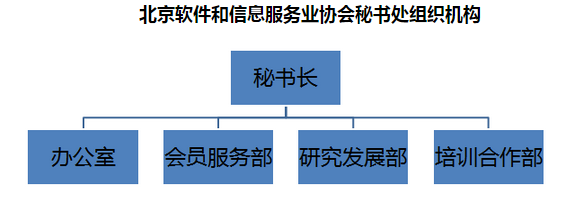 北京软件和信息服务业协会秘书处组织机构
秘书长
办公室
会员服务部
研究发展部
培训合作部